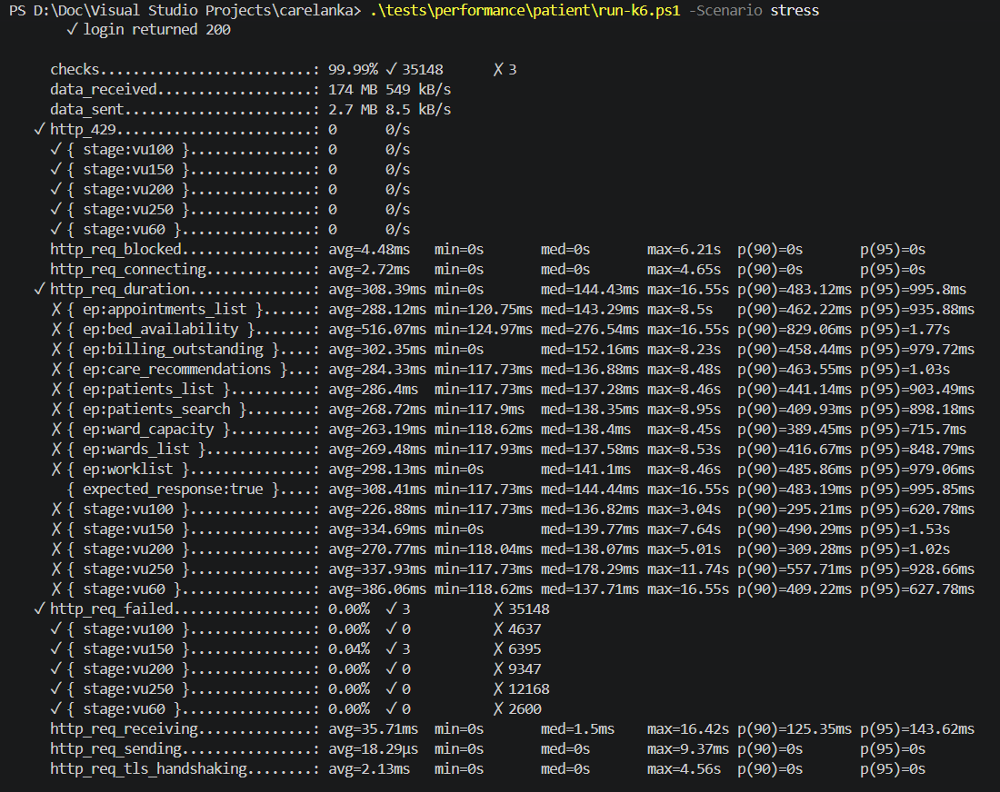 PS D:\Doc\Visual Studio Projects\carelanka> .\tests\performance\patient\run-k6.ps1 -Scenario stress
✓ login returned 200
checks..........................: 99.99% ✓ 35148 ✗ 3
data_received...................: 174 MB 549 kB/s
data_sent.......................: 2.7 MB 8.5 kB/s
✓ http_429........................: 0 0/s
✓ { stage:vu100 }...............: 0 0/s
✓ { stage:vu150 }...............: 0 0/s
✓ { stage:vu200 }...............: 0 0/s
✓ { stage:vu250 }...............: 0 0/s
✓ { stage:vu60 }................: 0 0/s
http_req_blocked................: avg=4.48ms min=0s med=0s max=6.21s p(90)=0s p(95)=0s
http_req_connecting.............: avg=2.72ms min=0s med=0s max=4.65s p(90)=0s p(95)=0s
✓ http_req_duration...............: avg=308.39ms min=0s med=144.43ms max=16.55s p(90)=483.12ms p(95)=995.8ms
✗ { ep:appointments_list }......: avg=288.12ms min=120.75ms med=143.29ms max=8.5s p(90)=462.22ms p(95)=935.88ms
✗ { ep:bed_availability }.......: avg=516.07ms min=124.97ms med=276.54ms max=16.55s p(90)=829.06ms p(95)=1.77s
✗ { ep:billing_outstanding }....: avg=302.35ms min=0s med=152.16ms max=8.23s p(90)=458.44ms p(95)=979.72ms
✗ { ep:care_recommendations }...: avg=284.33ms min=117.73ms med=136.88ms max=8.48s p(90)=463.55ms p(95)=1.03s
✗ { ep:patients_list }..........: avg=286.4ms min=117.73ms med=137.28ms max=8.46s p(90)=441.14ms p(95)=903.49ms
✗ { ep:patients_search }........: avg=268.72ms min=117.9ms med=138.35ms max=8.95s p(90)=409.93ms p(95)=898.18ms
✗ { ep:ward_capacity }..........: avg=263.19ms min=118.62ms med=138.4ms max=8.45s p(90)=389.45ms p(95)=715.7ms
✗ { ep:wards_list }.............: avg=269.48ms min=117.93ms med=137.58ms max=8.53s p(90)=416.67ms p(95)=848.79ms
✗ { ep:worklist }...............: avg=298.13ms min=0s med=141.1ms max=8.46s p(90)=485.86ms p(95)=979.06ms
{ expected_response:true }....: avg=308.41ms min=117.73ms med=144.44ms max=16.55s p(90)=483.19ms p(95)=995.85ms
✗ { stage:vu100 }...............: avg=226.88ms min=117.73ms med=136.82ms max=3.04s p(90)=295.21ms p(95)=620.78ms
✗ { stage:vu150 }...............: avg=334.69ms min=0s med=139.77ms max=7.64s p(90)=490.29ms p(95)=1.53s
✗ { stage:vu200 }...............: avg=270.77ms min=118.04ms med=138.07ms max=5.01s p(90)=309.28ms p(95)=1.02s
✗ { stage:vu250 }...............: avg=337.93ms min=117.73ms med=178.29ms max=11.74s p(90)=557.71ms p(95)=928.66ms
✗ { stage:vu60 }................: avg=386.06ms min=118.62ms med=137.71ms max=16.55s p(90)=409.22ms p(95)=627.78ms
✓ http_req_failed.................: 0.00% ✓ 3 ✗ 35148
✓ { stage:vu100 }...............: 0.00% ✓ 0 ✗ 4637
✓ { stage:vu150 }...............: 0.04% ✓ 3 ✗ 6395
✓ { stage:vu200 }...............: 0.00% ✓ 0 ✗ 9347
✓ { stage:vu250 }...............: 0.00% ✓ 0 ✗ 12168
✓ { stage:vu60 }................: 0.00% ✓ 0 ✗ 2600
http_req_receiving..............: avg=35.71ms min=0s med=1.5ms max=16.42s p(90)=125.35ms p(95)=143.62ms
http_req_sending................: avg=18.29µs min=0s med=0s max=9.37ms p(90)=0s p(95)=0s
http_req_tls_handshaking........: avg=2.13ms min=0s med=0s max=4.56s p(90)=0s p(95)=0s